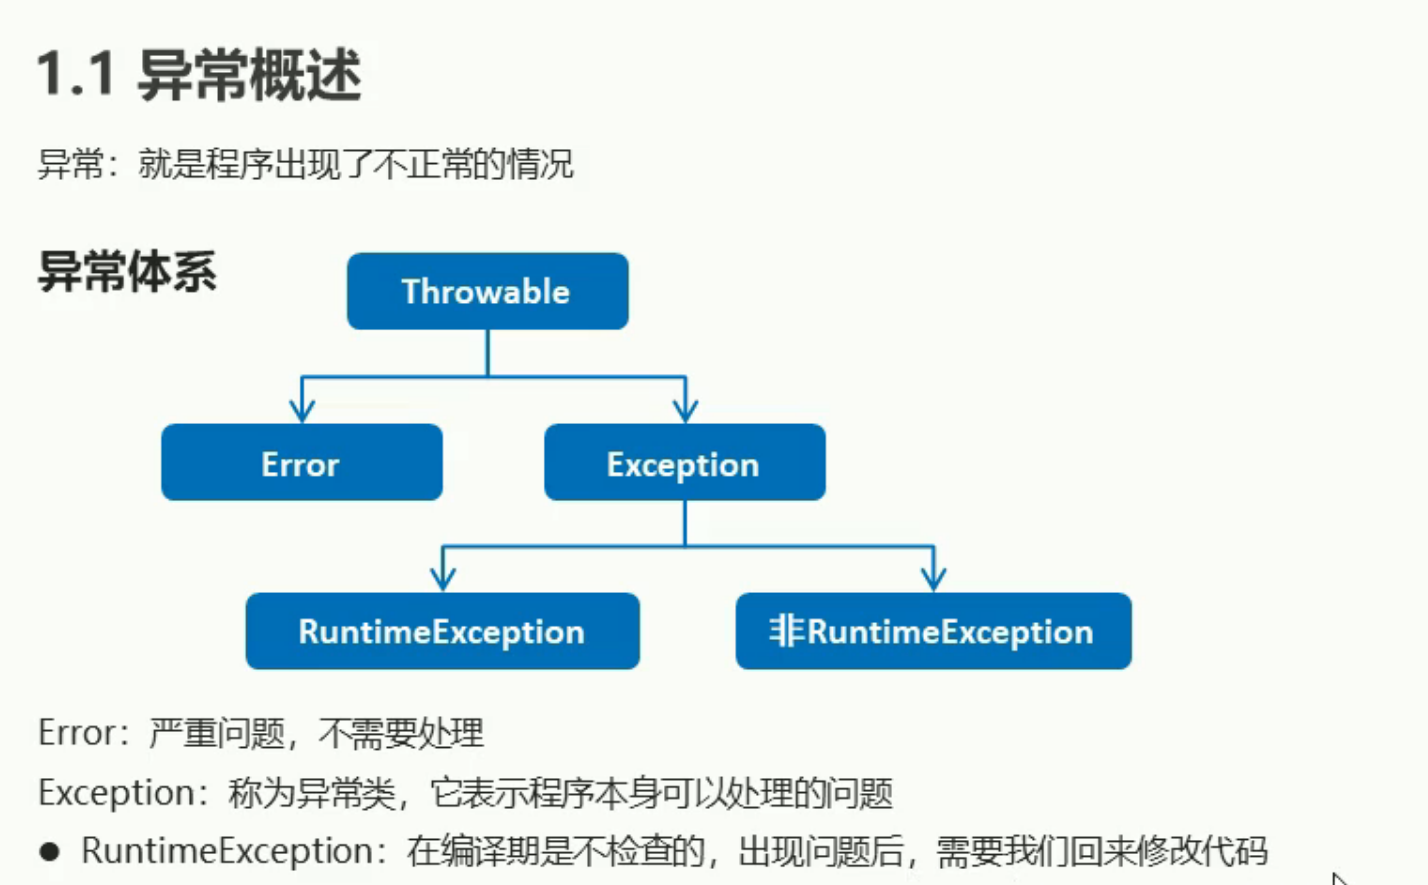 1.1 异常概述
异常：就是程序出现了不正常的情况
异常体系
Throwable
Error
Exception
RuntimeException
非RuntimeException
Error：严重问题，不需要处理
Exception：称为异常类，它表示程序本身可以处理的问题
● RuntimeException：在编译期是不检查的，出现问题后，需要我们回来修改代码